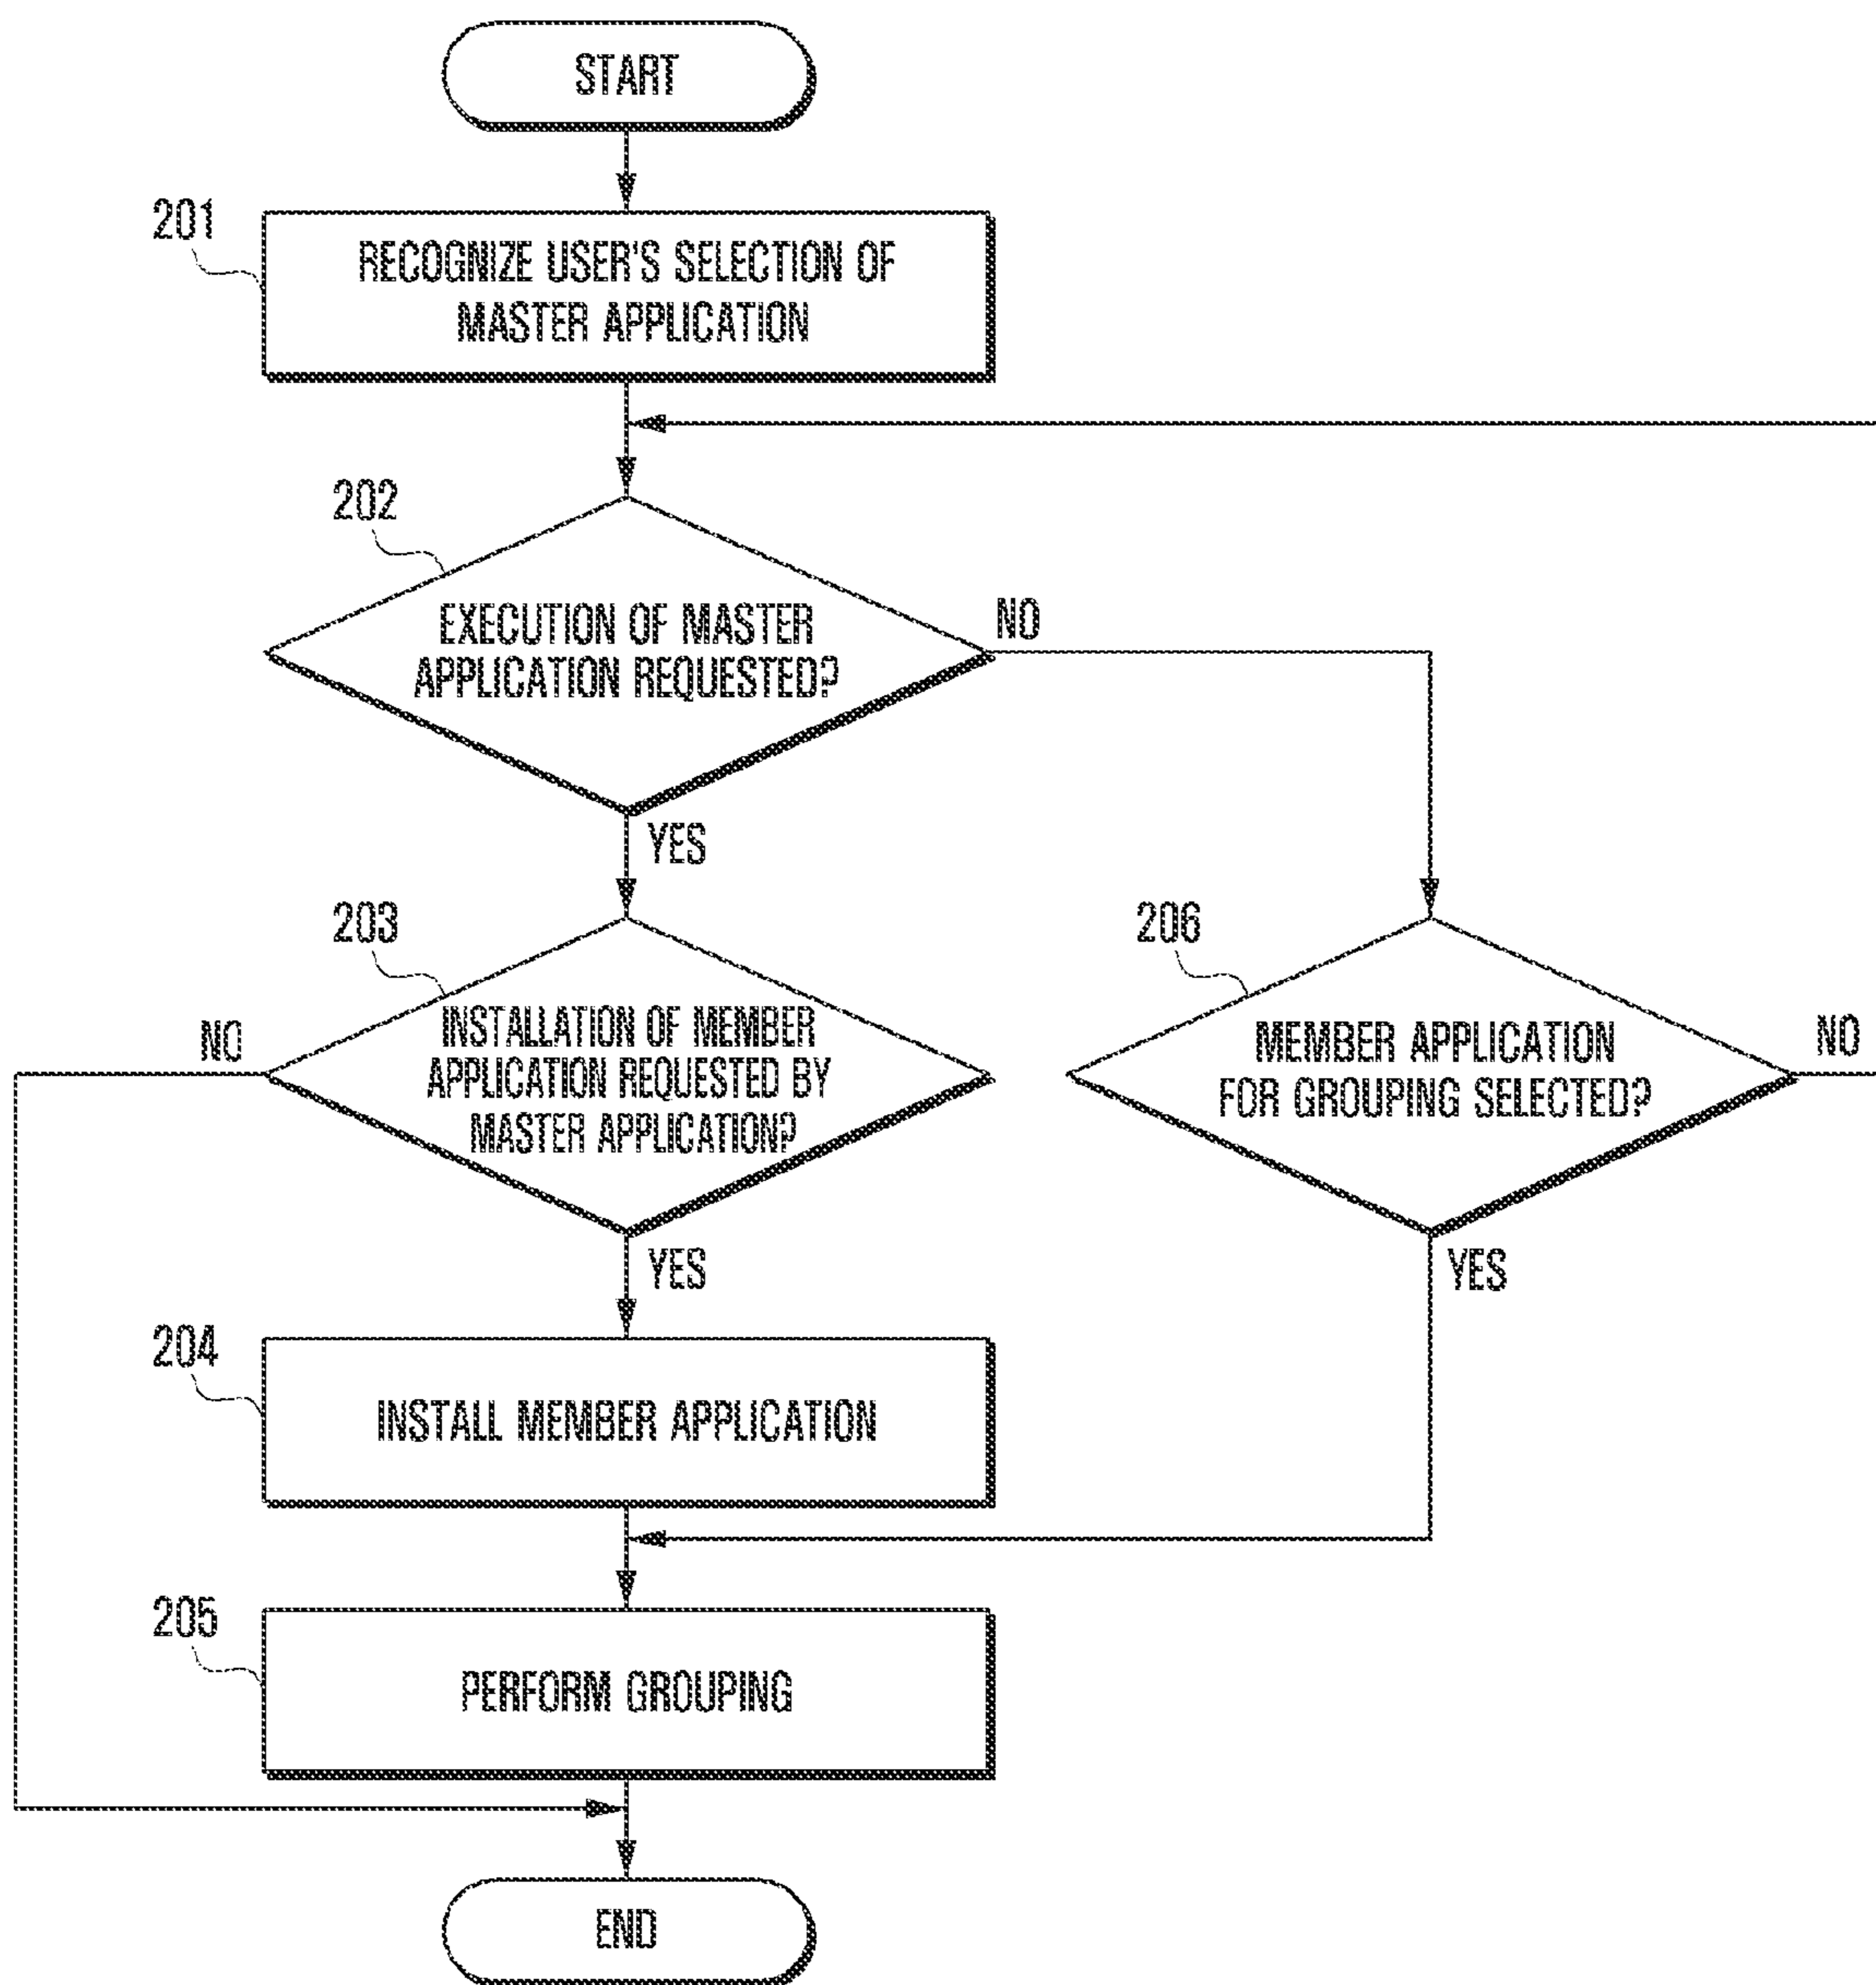 START
201
RECOGNIZE USER'S SELECTION OF
MASTER APPLICATION
202
EXECUTION OF MASTER
APPLICATION REQUESTED?
NO
YES
203
INSTALLATION OF MEMBER
APPLICATION REQUESTED BY
MASTER APPLICATION?
NO
YES
206
MEMBER APPLICATION
FOR GROUPING SELECTED?
NO
YES
204
INSTALL MEMBER APPLICATION
205
PERFORM GROUPING
END